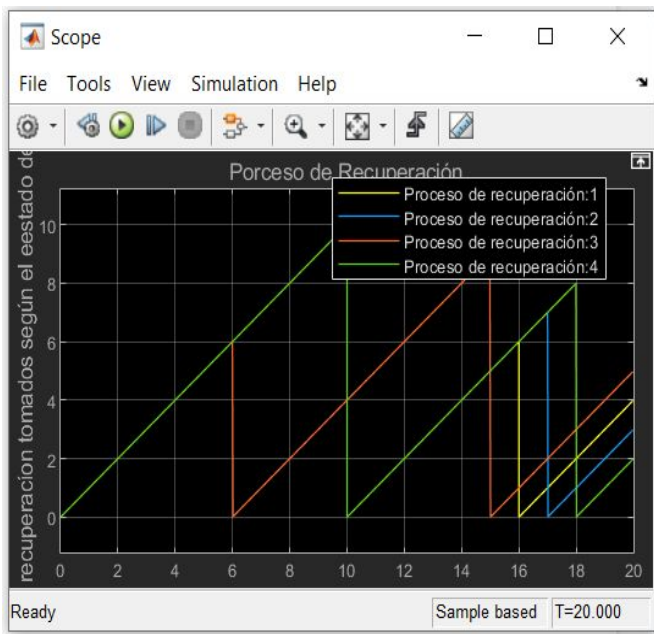 Scope
File Tools View Simulation Help
Porceso de Recuperación
Proceso de recuperación:1
Proceso de recuperación:2
Proceso de recuperación:3
Proceso de recuperación:4
recuperacion tomados según el eestado de
10
8
6
4
2
0
0 2 4 6 8 10 12 14 16 18 20
Ready Sample based T=20.000